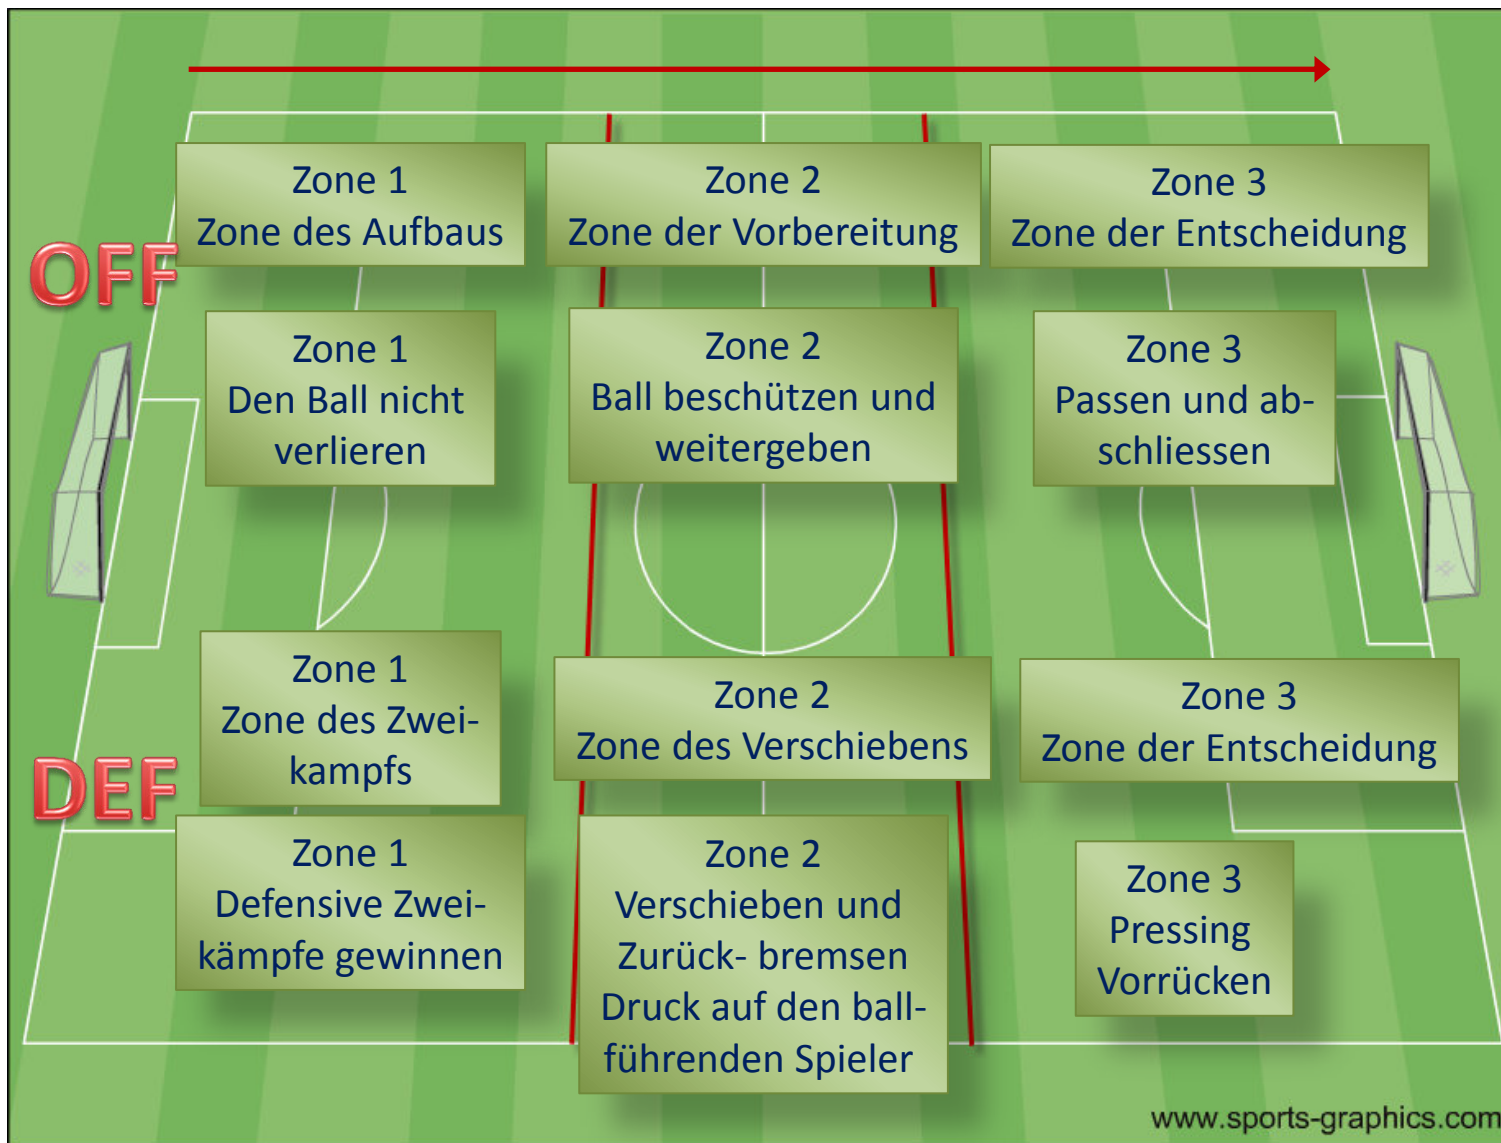 Zone 1
Zone des Aufbaus
Zone 2
Zone der Vorbereitung
Zone 3
Zone der Entscheidung
OFF
Zone 1
Den Ball nicht
verlieren
Zone 2
Ball beschützen und
weitergeben
Zone 3
Passen und ab-
schliessen
Zone 1
Zone des Zwei-
kampfs
Zone 2
Zone des Verschiebens
Zone 3
Zone der Entscheidung
DEF
Zone 1
Defensive Zwei-
kämpfe gewinnen
Zone 2
Verschieben und
Zurück- bremsen
Druck auf den ball-
führenden Spieler
Zone 3
Pressing
Vorrücken
www.sports-graphics.com